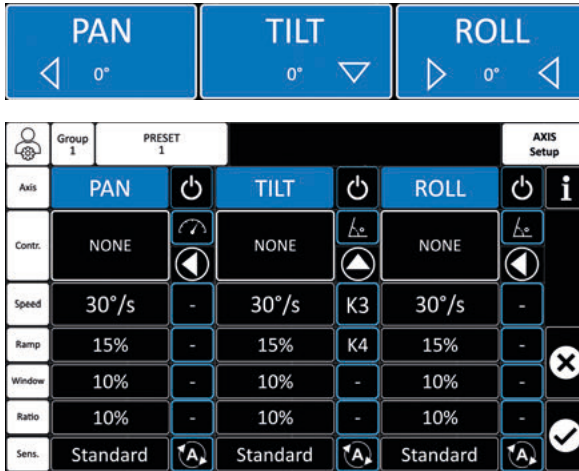 PAN TILT ROLL
0° 0° 0°
Group 1 PRESET 1 AXIS Setup
Axis PAN TILT ROLL i
Contr. NONE NONE NONE
Speed 30°/s - 30°/s K3 30°/s -
Ramp 15% - 15% K4 15% -
Window 10% - 10% - 10% -
Ratio 10% - 10% - 10% -
Sens. Standard A Standard A Standard A